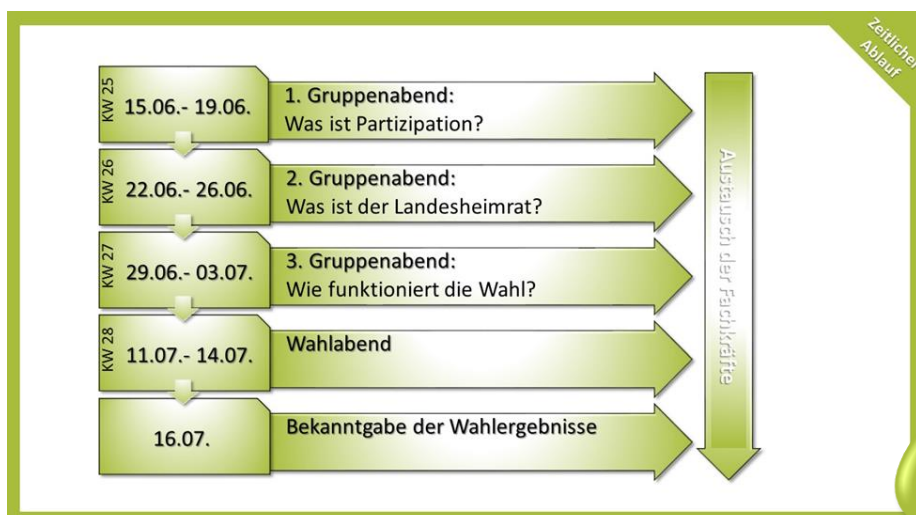 Zeitlicher
Ablauf
KW 25
15.06.- 19.06.
1. Gruppenabend:
Was ist Partizipation?
KW 26
22.06.- 26.06.
2. Gruppenabend:
Was ist der Landesheimrat?
KW 27
29.06.- 03.07.
3. Gruppenabend:
Wie funktioniert die Wahl?
KW 28
11.07.- 14.07.
Wahlabend
16.07.
Bekanntgabe der Wahlergebnisse
Austausch der Fachkräfte